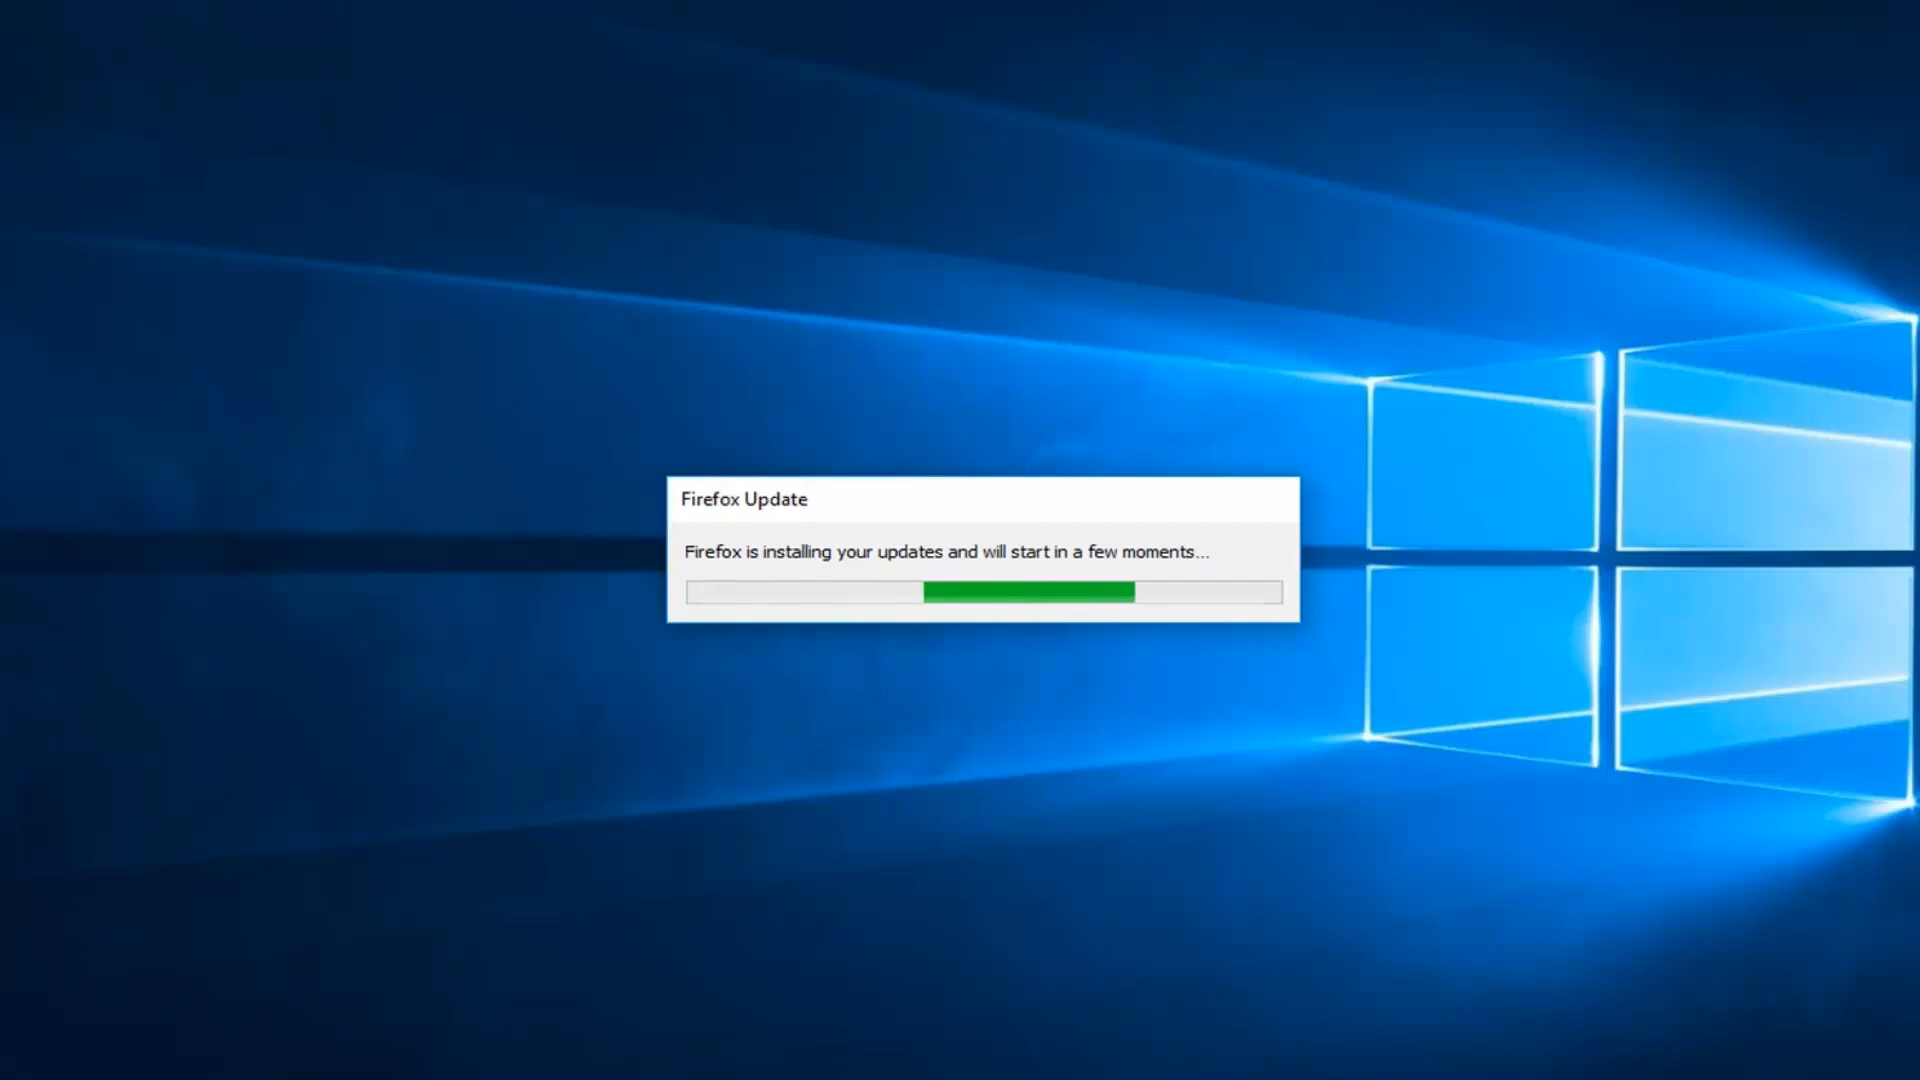 Firefox Update
Firefox is installing your updates and will start in a few moments...